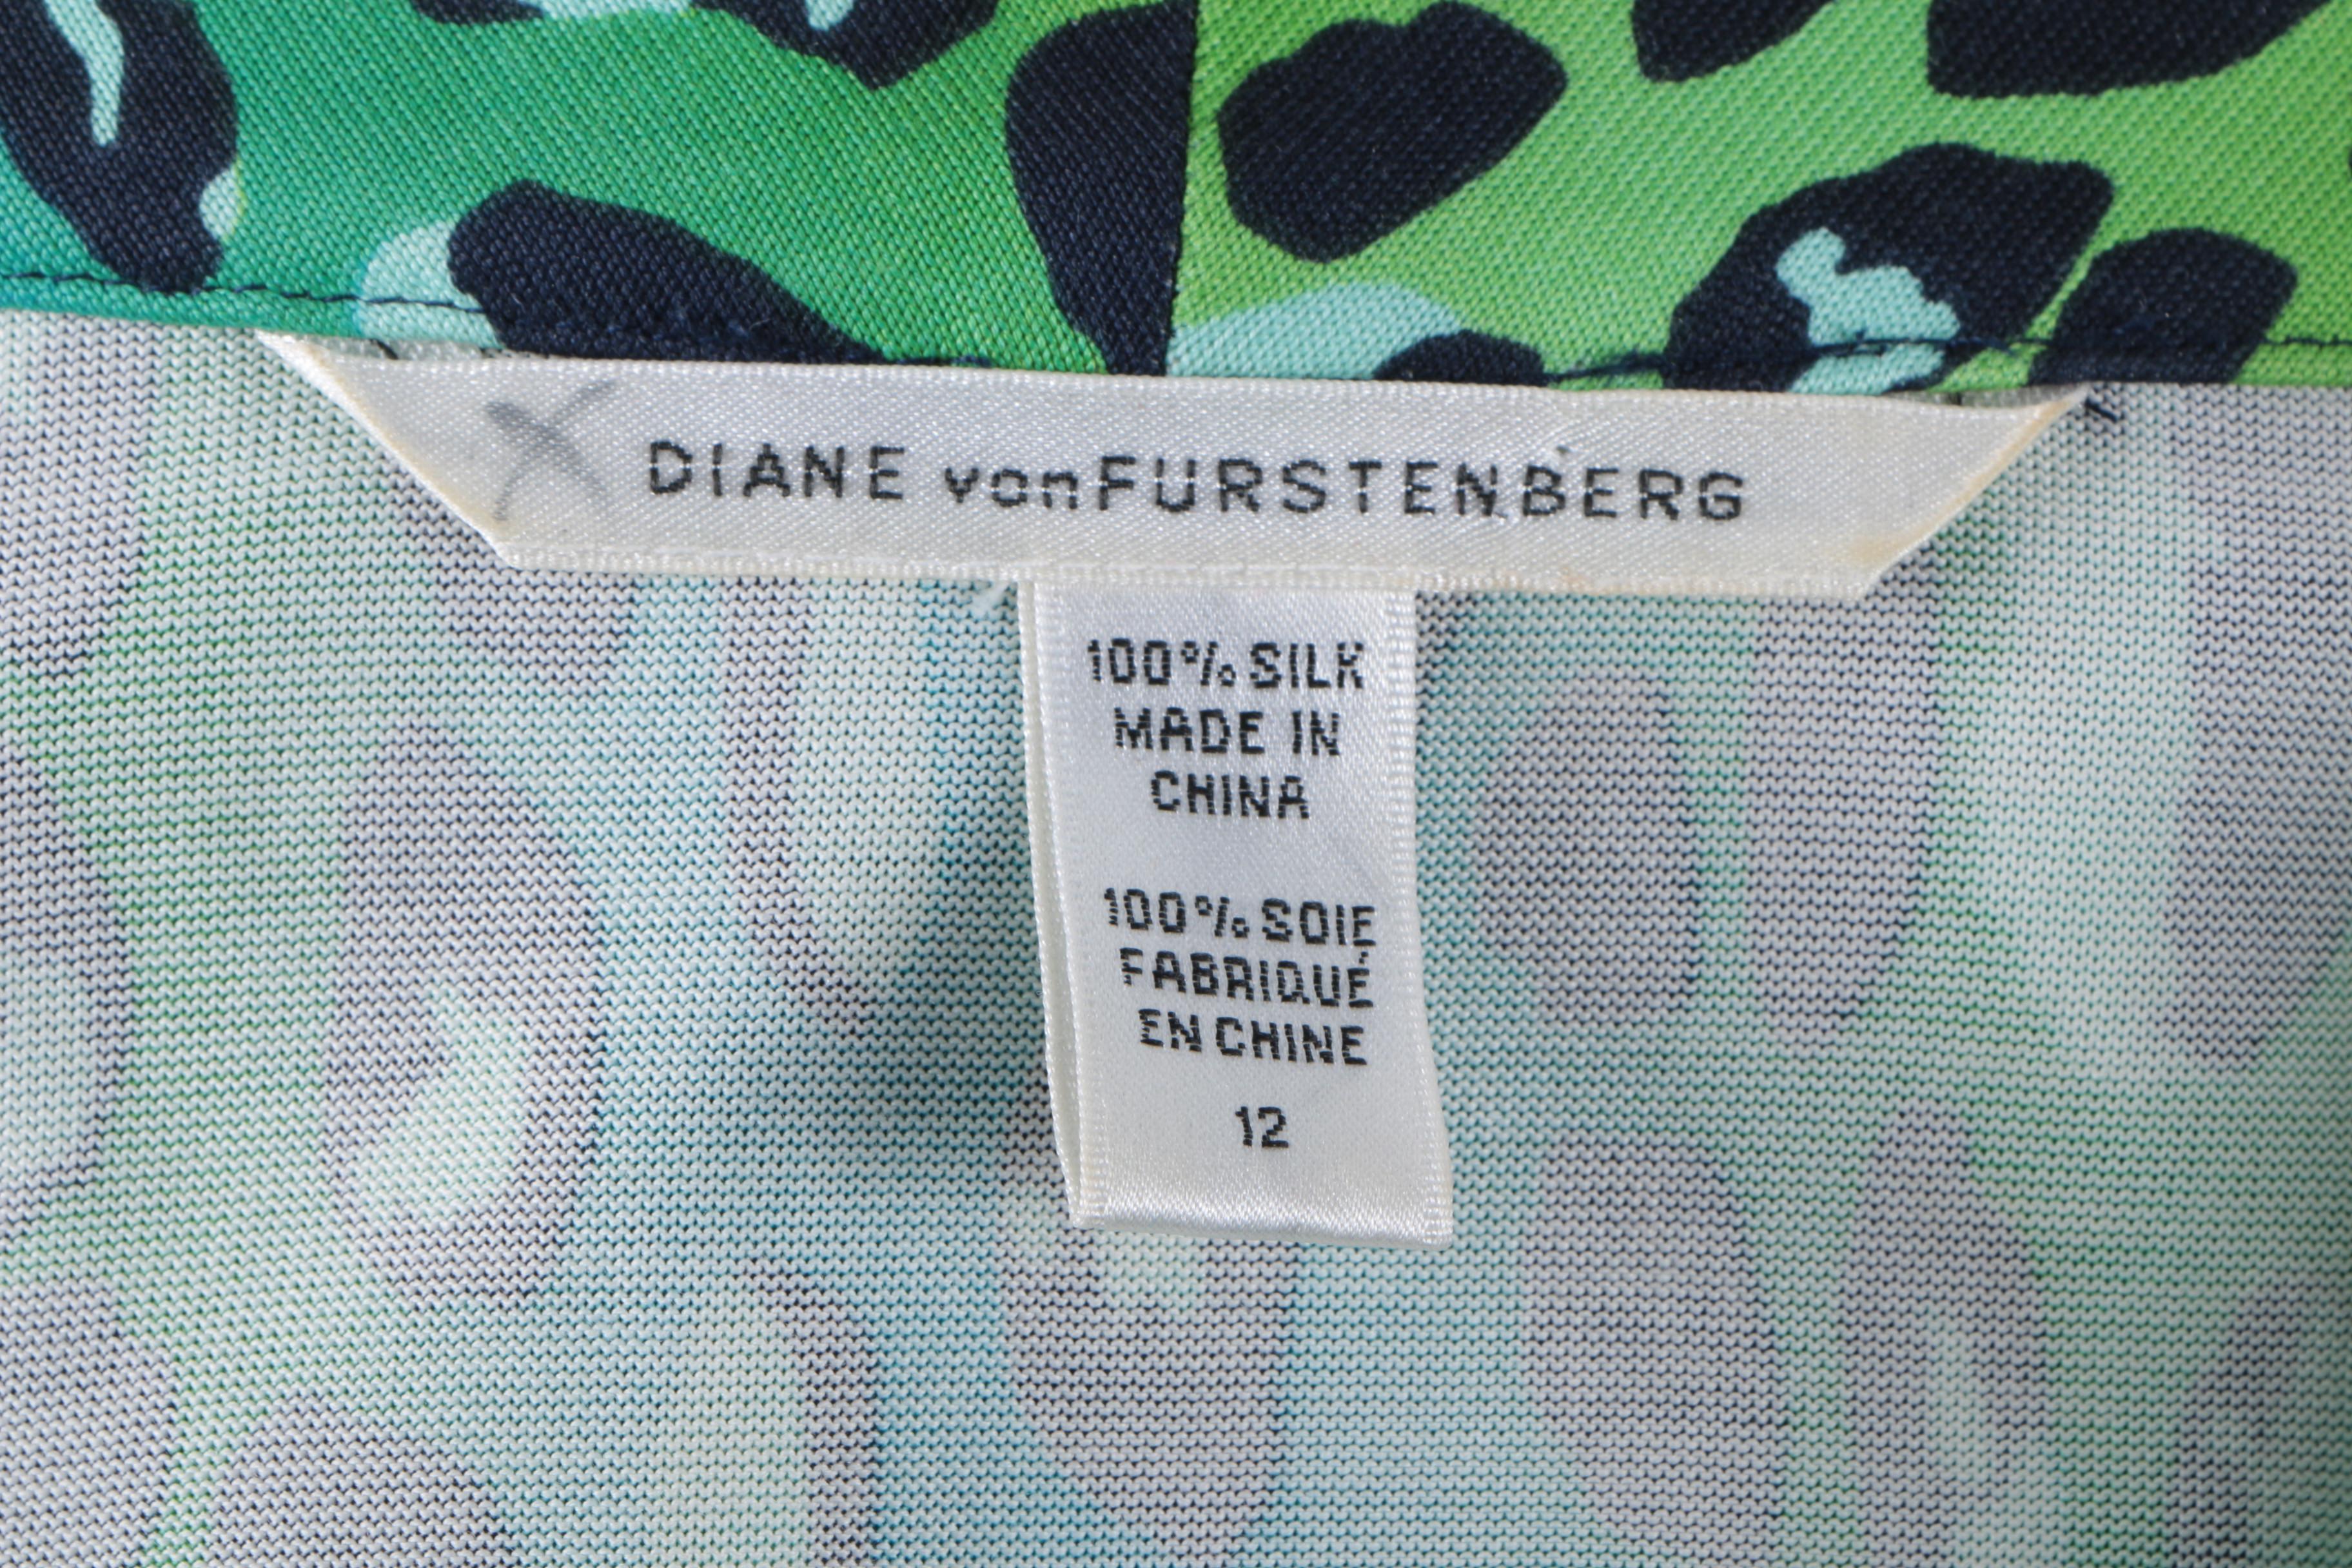 DIANE von FURSTENBERG
100% SILK
MADE IN
CHINA
100% SOIE
FABRIQUÉ
EN CHINE
12